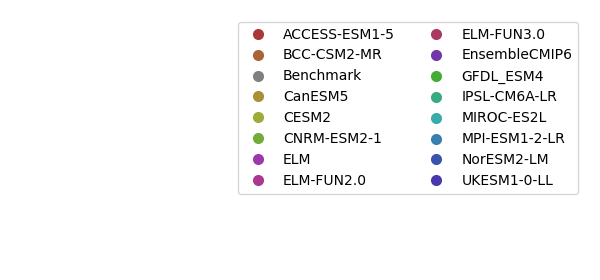 ACCESS-ESM1-5
BCC-CSM2-MR
Benchmark
CanESM5
CESM2
CNRM-ESM2-1
ELM
ELM-FUN2.0
ELM-FUN3.0
EnsembleCMIP6
GFDL_ESM4
IPSL-CM6A-LR
MIROC-ES2L
MPI-ESM1-2-LR
NorESM2-LM
UKESM1-0-LL